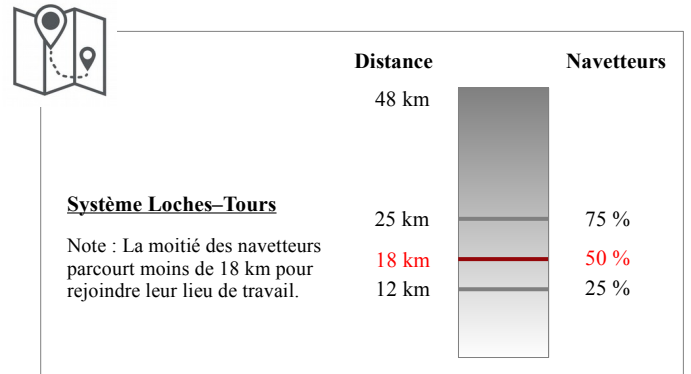 Distance Navetteurs
48 km
Système Loches–Tours
25 km 75 %
Note : La moitié des navetteurs
parcourt moins de 18 km pour
rejoindre leur lieu de travail.
18 km 50 %
12 km 25 %